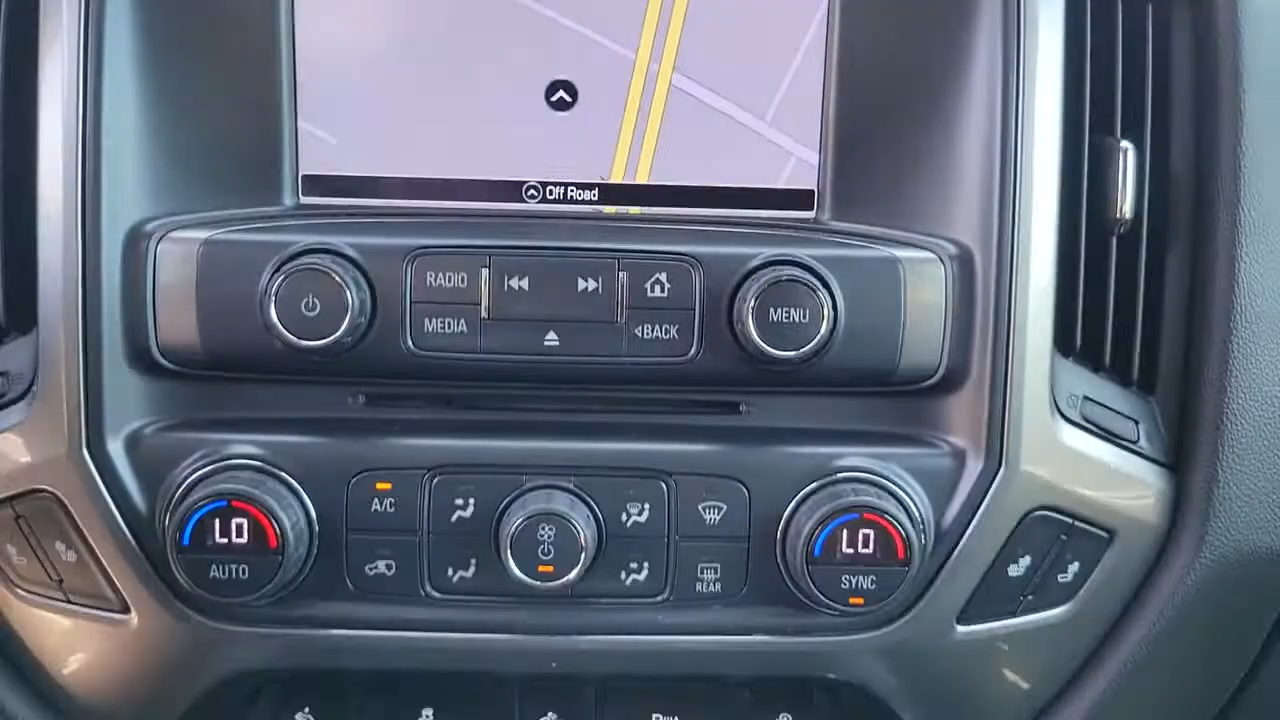 Off Road
RADIO
MEDIA
BACK
MENU
A/C
LO
AUTO
REAR
LO
SYNC